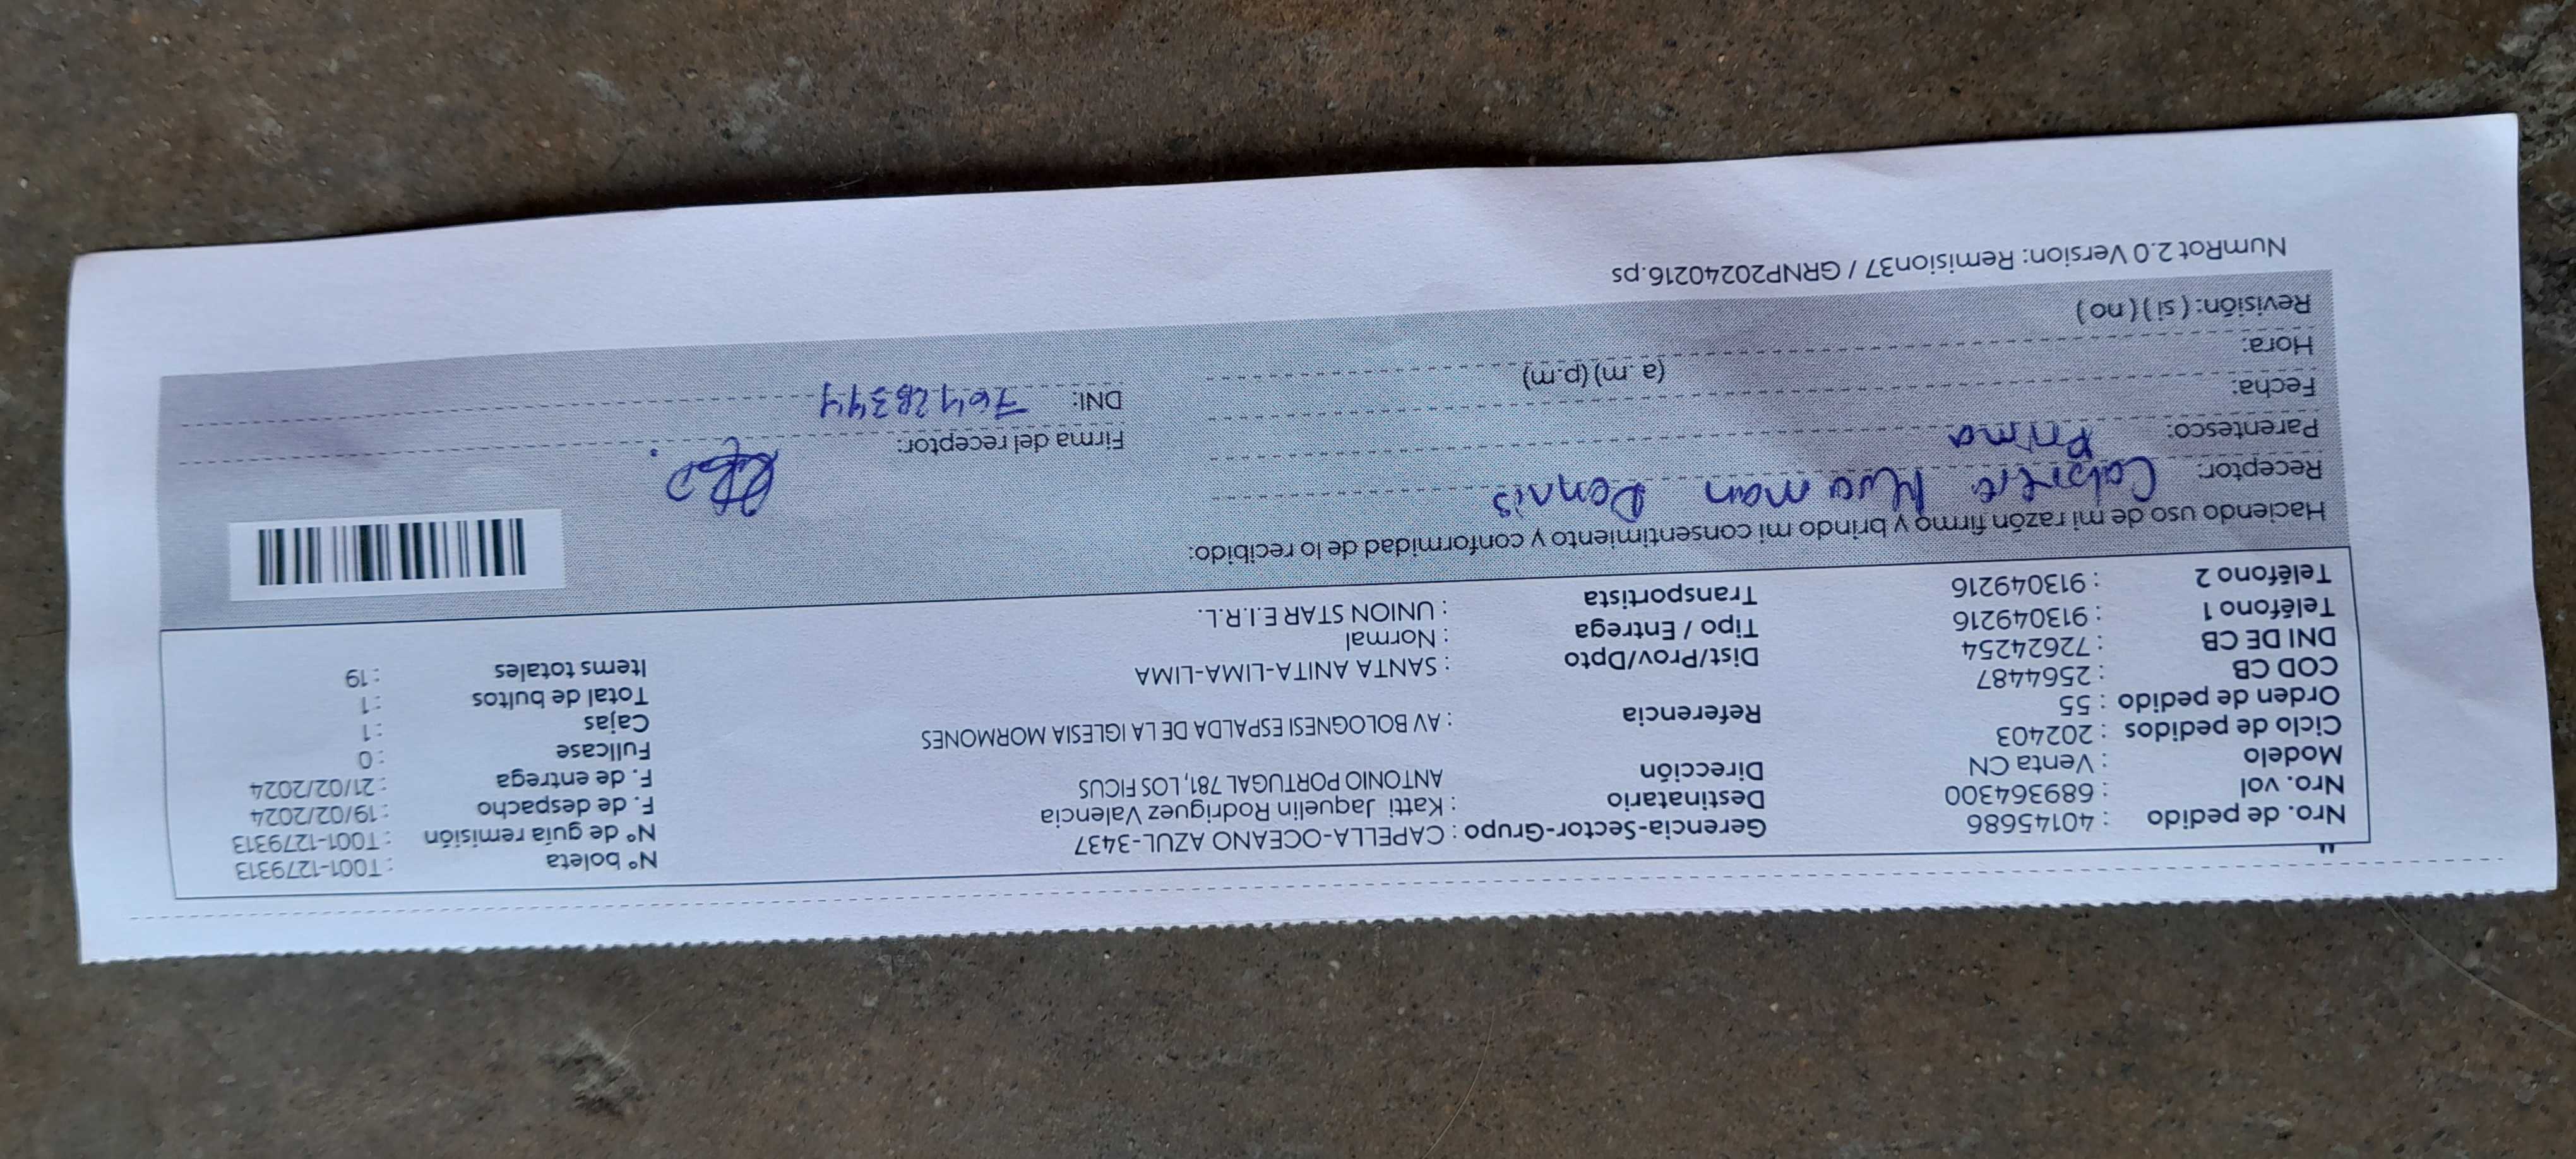 Nro. de pedido : 40145686
Nro. vol : 689364300
Modelo : Venta CN
Ciclo de pedidos : 202403
Orden de pedido : 55
COD CB : 2564487
DNI DE CB : 72624254
Teléfono 1 : 913049216
Teléfono 2 : 913049216
Gerencia-Sector-Grupo : CAPELLA-OCEANO AZUL-3437
Destinatario : Katti Jaquelin Rodriguez Valencia
Dirección ANTONIO PORTUGAL 781, LOS FICUS
Referencia : AV BOLOGNESI ESPALDA DE LA IGLESIA MORMONES
Dist/Prov/Dpto : SANTA ANITA-LIMA-LIMA
Tipo / Entrega : Normal
Transportista : UNION STAR E.I.R.L.
N° boleta : T001-1279313
N° de guía remisión : T001-1279313
F. de despacho : 19/02/2024
F. de entrega : 21/02/2024
Fullcase : 0
Cajas : 1
Total de bultos : 1
Items totales : 19
Haciendo uso de mi razón firmo y brindo mi consentimiento y conformidad de lo recibido:
Receptor: Dennis
Parentesco: Prima
Fecha:
Hora: (a.m) (p.m)
Revisión: ( si ) ( no )
Firma del receptor:
DNI: 76428344
NumRot 2.0 Version: Remision37 / GRNP20240216.ps